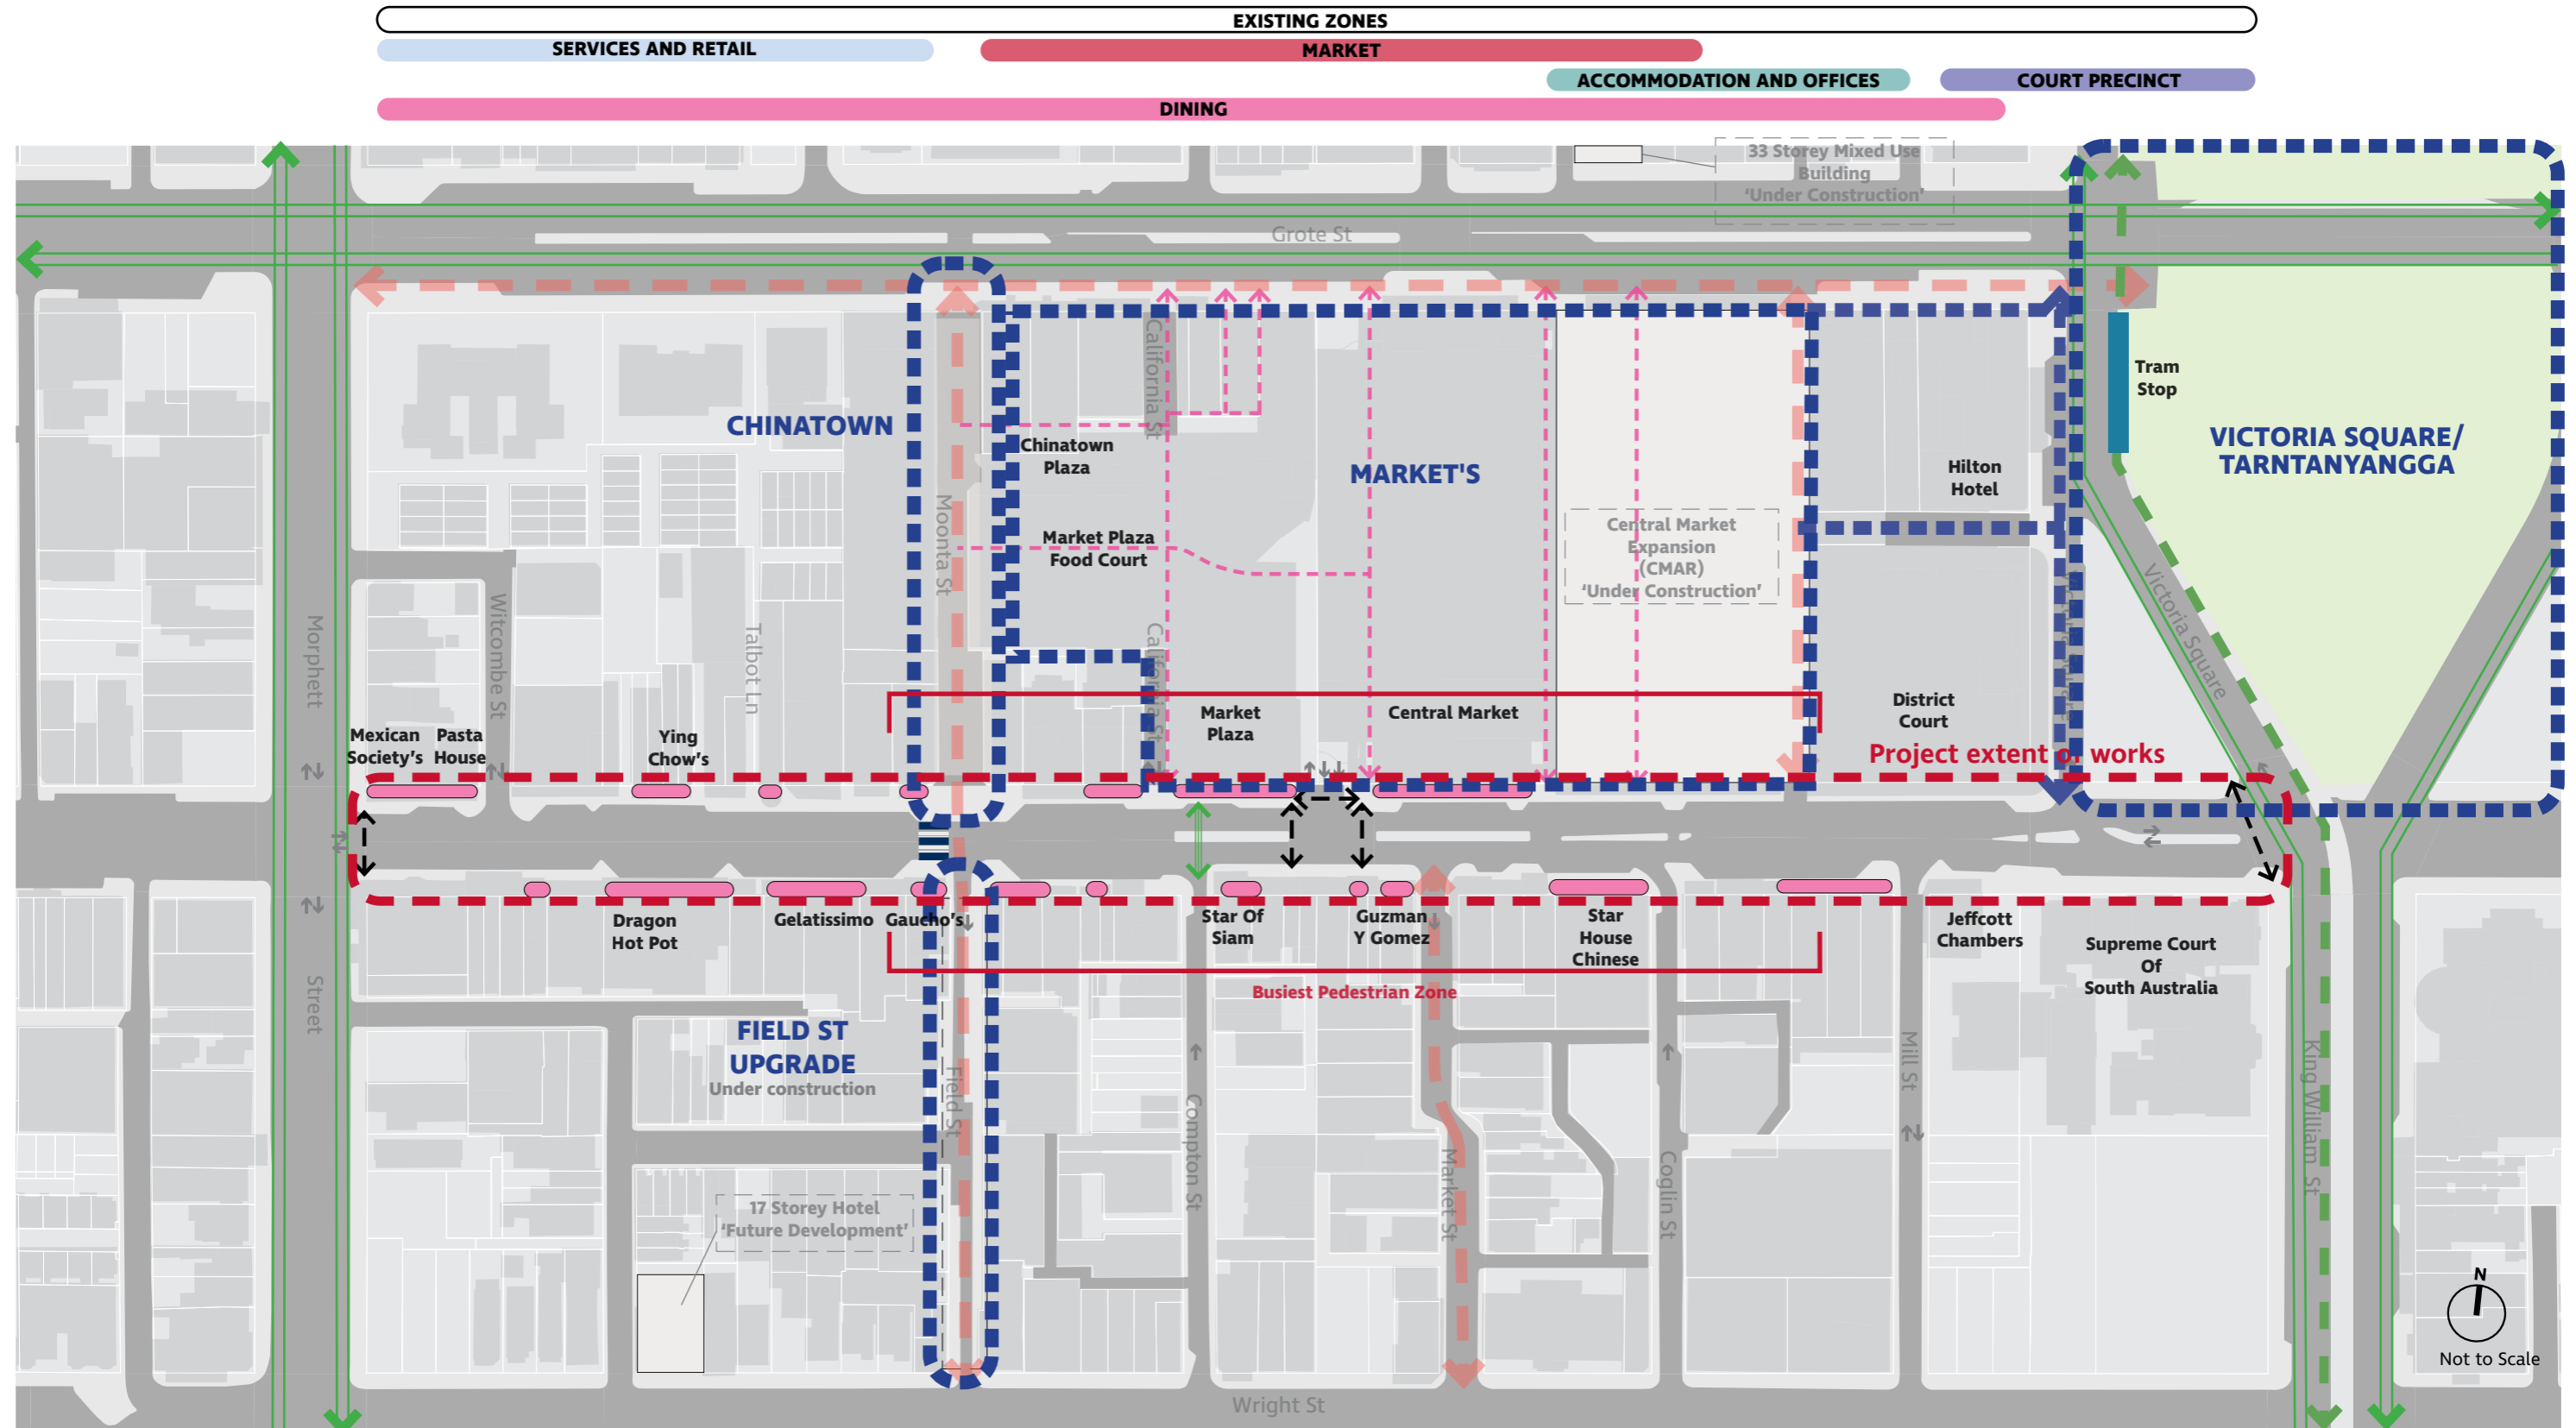 EXISTING ZONES
SERVICES AND RETAIL
MARKET
ACCOMMODATION AND OFFICES
COURT PRECINCT
DINING
33 Storey Mixed Use
Building
‘Under Construction’
Grote St
Tram
Stop
CHINATOWN
California St
Chinatown
Plaza
MARKET'S
Hilton
Hotel
VICTORIA SQUARE/
TARNTANYANGGA
Moonta St
Market Plaza
Food Court
Central Market
Expansion
(CMAR)
‘Under Construction’
Morphett
Witcombe St
Talbot Ln
California St
Victoria Square
Mexican
Society’s
Pasta
House
Ying
Chow’s
Market
Plaza
Central Market
District
Court
Project extent of works
Dragon
Hot Pot
Gelatissimo
Gaucho’s
Star Of
Siam
Guzman
Y Gomez
Star
House
Chinese
Jeffcott
Chambers
Supreme Court
Of
South Australia
Street
Busiest Pedestrian Zone
FIELD ST
UPGRADE
Under construction
Field St
Compton St
Market St
Coglin St
Mill St
King William St
17 Storey Hotel
‘Future Development’
N
Not to Scale
Wright St